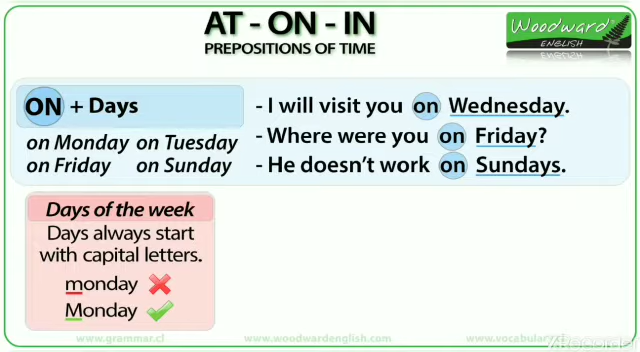 AT - ON - IN
PREPOSITIONS OF TIME
Woodward
ENGLISH
ON + Days
on Monday on Tuesday
on Friday on Sunday
- I will visit you on Wednesday.
- Where were you on Friday?
- He doesn't work on Sundays.
Days of the week
Days always start
with capital letters.
monday
Monday
www.grammar.cl
www.woodwardenglish.com